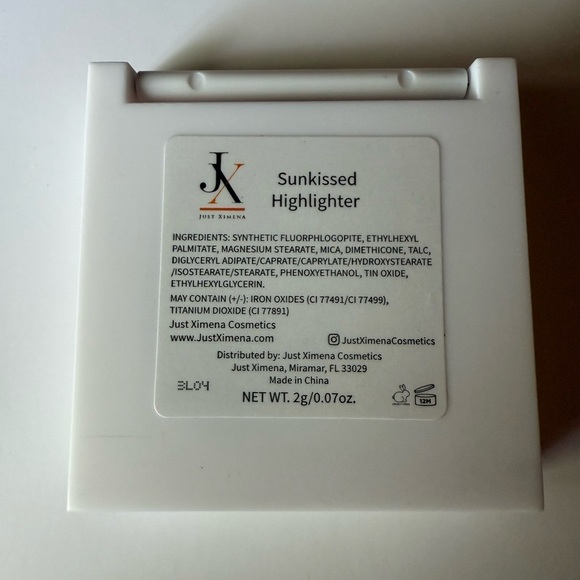 JX
JUST XIMENA
Sunkissed
Highlighter
INGREDIENTS: SYNTHETIC FLUORPHLOGOPITE, ETHYLHEXYL
PALMITATE, MAGNESIUM STEARATE, MICA, DIMETHICONE, TALC,
DIGLYCERYL ADIPATE/CAPRATE/CAPRYLATE/HYDROXYSTEARATE
/ISOSTEARATE/STEARATE, PHENOXYETHANOL, TIN OXIDE,
ETHYLHEXYLGLYCERIN.
MAY CONTAIN (+/-): IRON OXIDES (CI 77491/CI 77499),
TITANIUM DIOXIDE (CI 77891)
Just Ximena Cosmetics
www.JustXimena.com JustXimenaCosmetics
Distributed by: Just Ximena Cosmetics
Just Ximena, Miramar, FL 33029
Made in China
3L04
NET WT. 2g/0.07oz.
12M